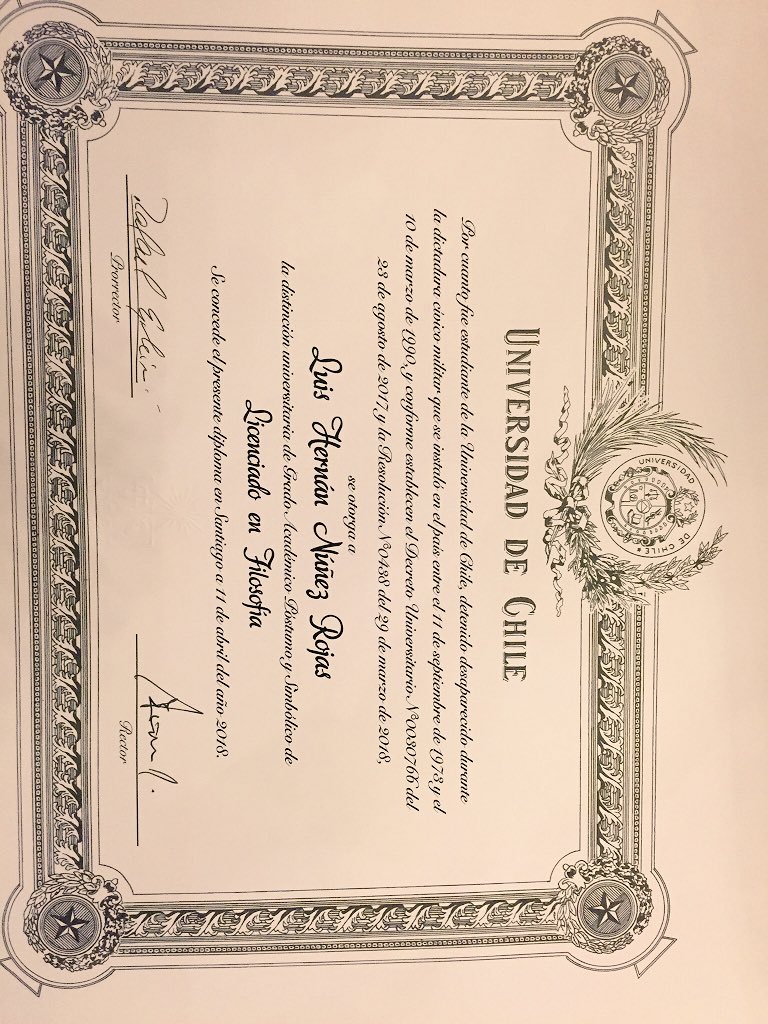 UNIVERSIDAD DE CHILE
UNIVERSIDAD DE CHILE
Por cuanto fue estudiante de la Universidad de Chile, detenido desaparecido durante
la dictadura cívico militar que se instaló en el país entre el 11 de septiembre de 1973 y el
10 de marzo de 1990, y conforme establecen el Decreto Universitario Nº0030766 del
23 de agosto de 2017 y la Resolución Nº0438 del 29 de marzo de 2018,
se otorga a
Luis Hernán Núñez Rojas
la distinción universitaria de Grado Académico Póstumo y Simbólico de
Licenciado en Filosofía
Se concede el presente diploma en Santiago a 11 de abril del año 2018.
Prorrector
Rector